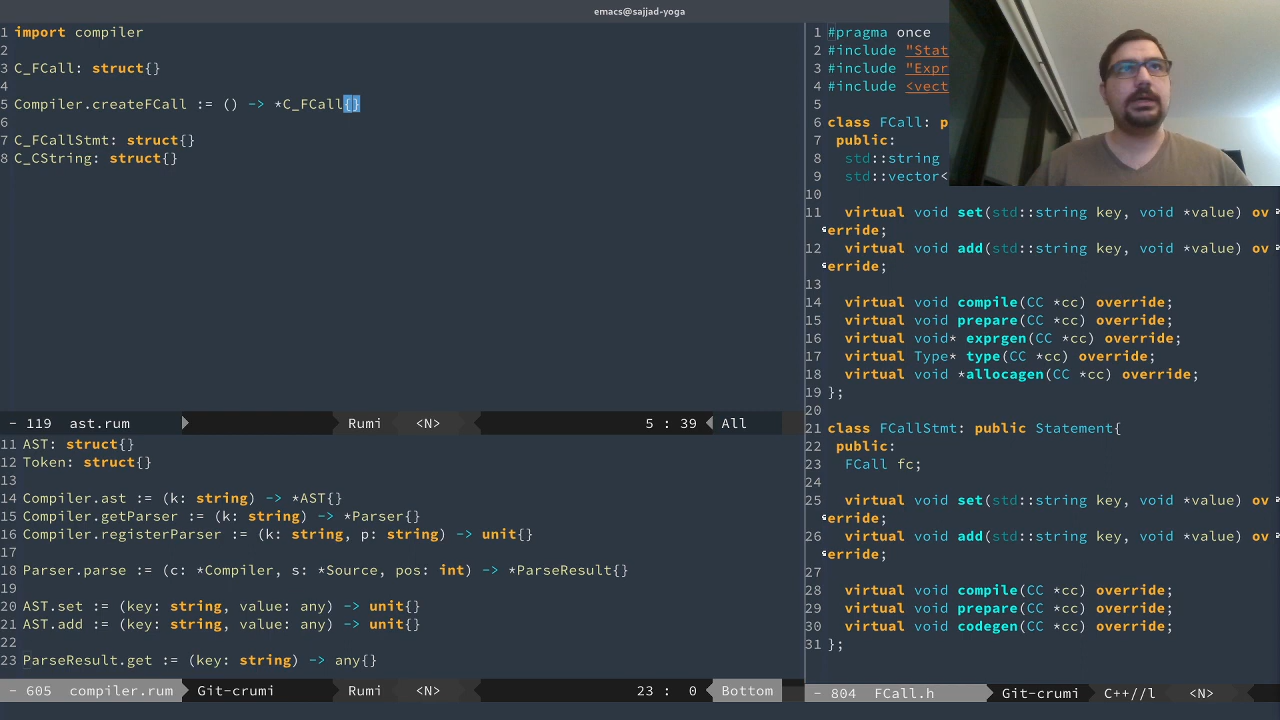 emacs@sajjad-yoga
1 import compiler
2
3 C_FCall: struct{}
4
5 Compiler.createFCall := () -> *C_FCall{}
6
7 C_FCallStmt: struct{}
8 C_CString: struct{}
- 119 ast.rum Rumi <N> 5 : 39 All
11 AST: struct{}
12 Token: struct{}
13
14 Compiler.ast := (k: string) -> *AST{}
15 Compiler.getParser := (k: string) -> *Parser{}
16 Compiler.registerParser := (k: string, p: string) -> unit{}
17
18 Parser.parse := (c: *Compiler, s: *Source, pos: int) -> *ParseResult{}
19
20 AST.set := (key: string, value: any) -> unit{}
21 AST.add := (key: string, value: any) -> unit{}
22
23 ParseResult.get := (key: string) -> any{}
- 605 compiler.rum Git-crumi Rumi <N> 23 : 0 Bottom
1 #pragma once
2 #include "Stat
3 #include "Expr
4 #include <vect
5
6 class FCall: p
7 public:
8 std::string
9 std::vector<
10
11 virtual void set(std::string key, void *value) ov
erride;
12 virtual void add(std::string key, void *value) ov
erride;
13
14 virtual void compile(CC *cc) override;
15 virtual void prepare(CC *cc) override;
16 virtual void* exprgen(CC *cc) override;
17 virtual Type* type(CC *cc) override;
18 virtual void *allocagen(CC *cc) override;
19 };
20
21 class FCallStmt: public Statement{
22 public:
23 FCall fc;
24
25 virtual void set(std::string key, void *value) ov
erride;
26 virtual void add(std::string key, void *value) ov
erride;
27
28 virtual void compile(CC *cc) override;
29 virtual void prepare(CC *cc) override;
30 virtual void codegen(CC *cc) override;
31 };
- 804 FCall.h Git-crumi C++//l <N>